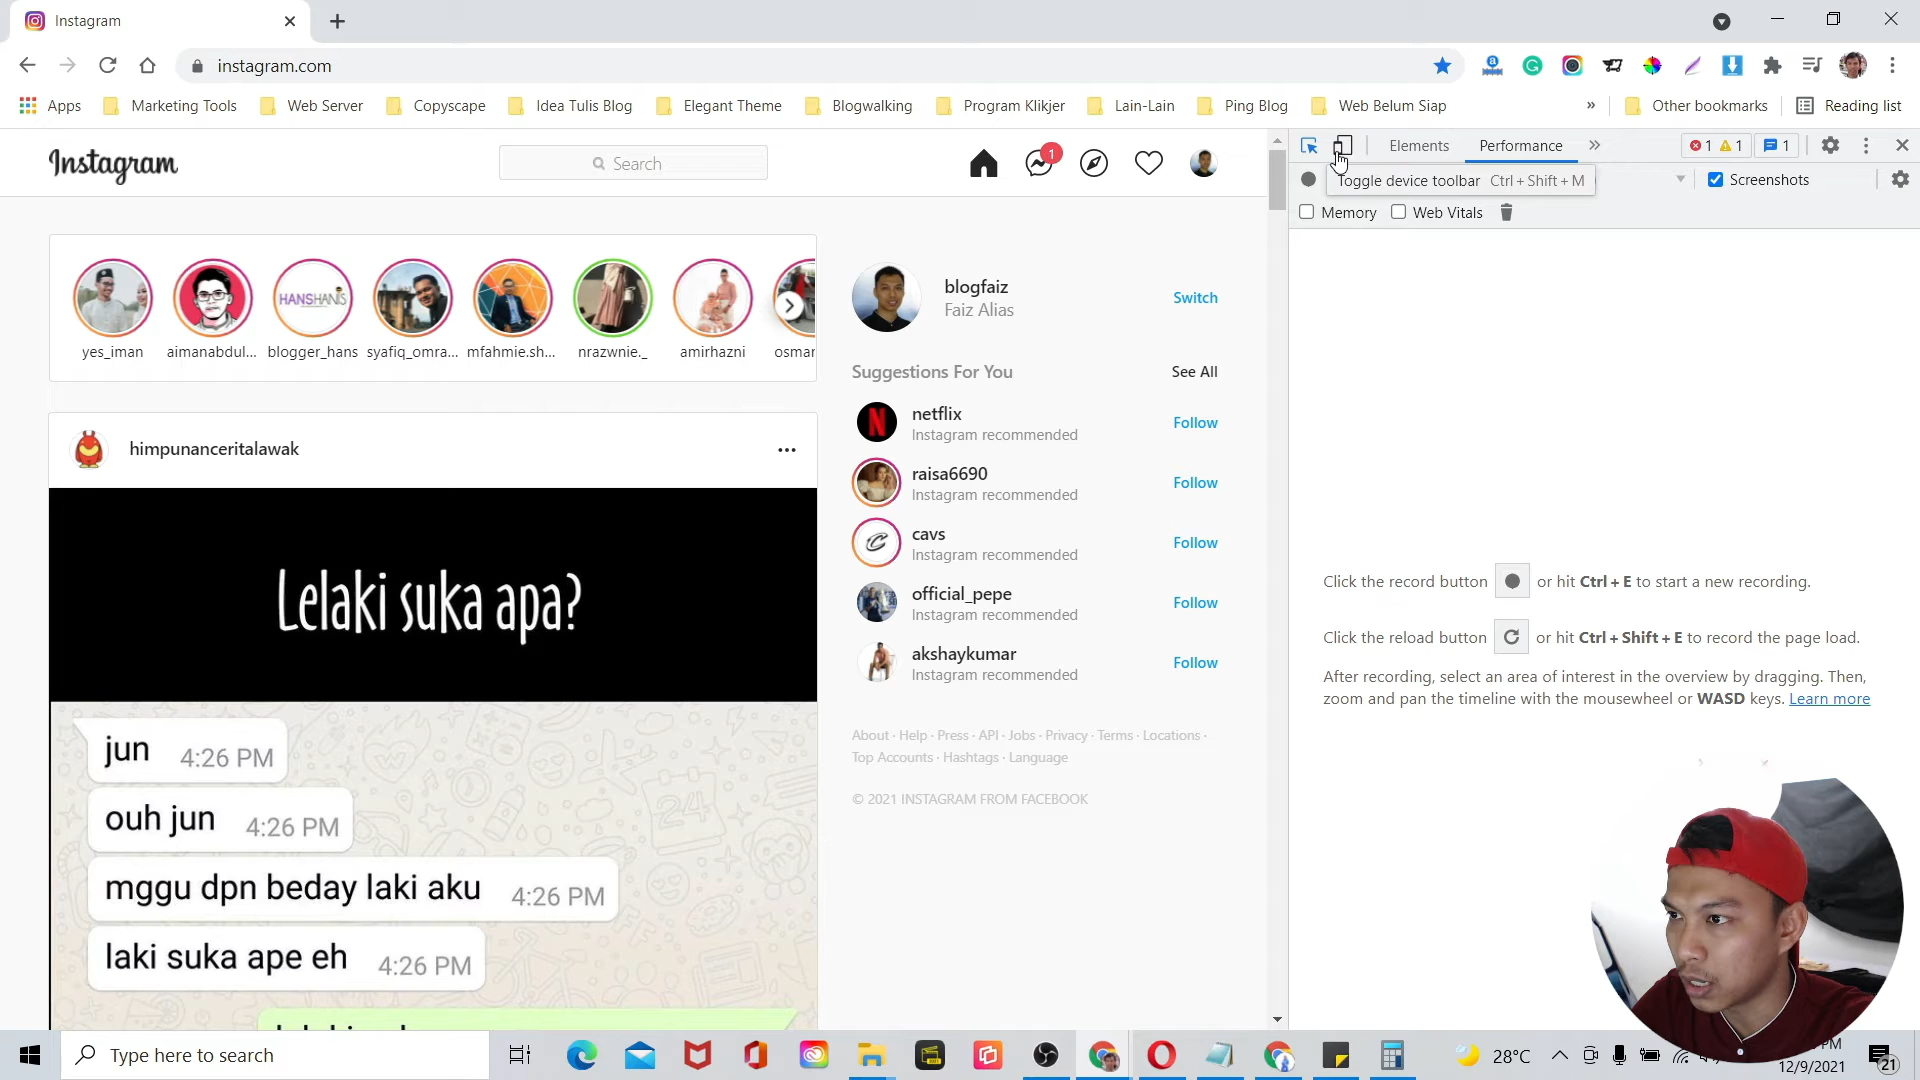 Instagram
instagram.com
Apps
Marketing Tools
Web Server
Copyscape
Idea Tulis Blog
Elegant Theme
Blogwalking
Program Klikjer
Lain-Lain
Ping Blog
Web Belum Siap
»
Other bookmarks
Reading list
Instagram
Search
1
Elements
Performance
»
1
1
1
Toggle device toolbar Ctrl + Shift + M
Screenshots
Memory
Web Vitals
yes_iman
aimanabdul...
blogger_hans
syafiq_omra...
mfahmie.sh...
nrazwnie._
amirhazni
osmar
HANSHANS
blogfaiz
Faiz Alias
Switch
Suggestions For You
See All
netflix
Instagram recommended
Follow
raisa6690
Instagram recommended
Follow
cavs
Instagram recommended
Follow
official_pepe
Instagram recommended
Follow
akshaykumar
Instagram recommended
Follow
About · Help · Press · API · Jobs · Privacy · Terms · Locations ·
Top Accounts · Hashtags · Language
© 2021 INSTAGRAM FROM FACEBOOK
himpunanceritalawak
Lelaki suka apa?
jun 4:26 PM
ouh jun 4:26 PM
mggu dpn beday laki aku 4:26 PM
laki suka ape eh 4:26 PM
Click the record button or hit Ctrl + E to start a new recording.
Click the reload button or hit Ctrl + Shift + E to record the page load.
After recording, select an area of interest in the overview by dragging. Then,
zoom and pan the timeline with the mousewheel or WASD keys. Learn more
Type here to search
28°C
PM
12/9/2021
21